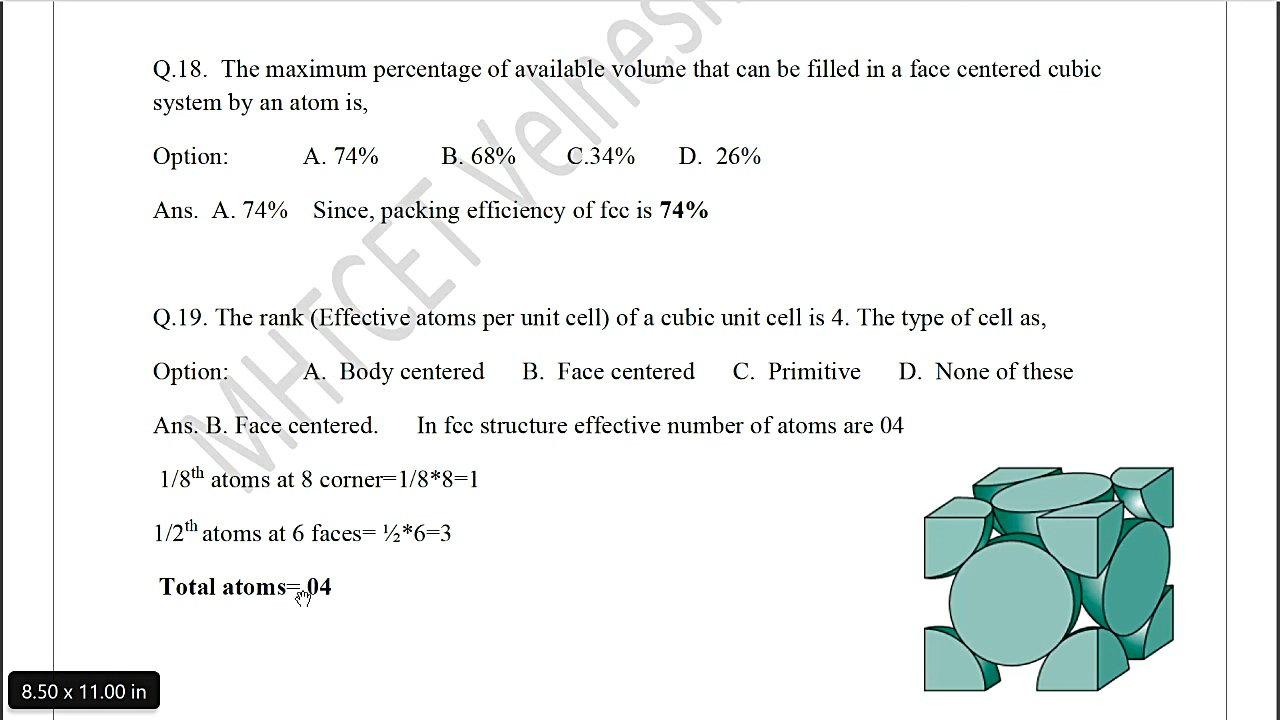 Q.18. The maximum percentage of available volume that can be filled in a face centered cubic
system by an atom is,
Option: A. 74% B. 68% C.34% D. 26%
Ans. A. 74% Since, packing efficiency of fcc is 74%
Q.19. The rank (Effective atoms per unit cell) of a cubic unit cell is 4. The type of cell as,
Option: A. Body centered B. Face centered C. Primitive D. None of these
Ans. B. Face centered. In fcc structure effective number of atoms are 04
1/8th atoms at 8 corner=1/8*8=1
1/2th atoms at 6 faces= ½*6=3
Total atoms= 04
8.50 x 11.00 in
MHTCET